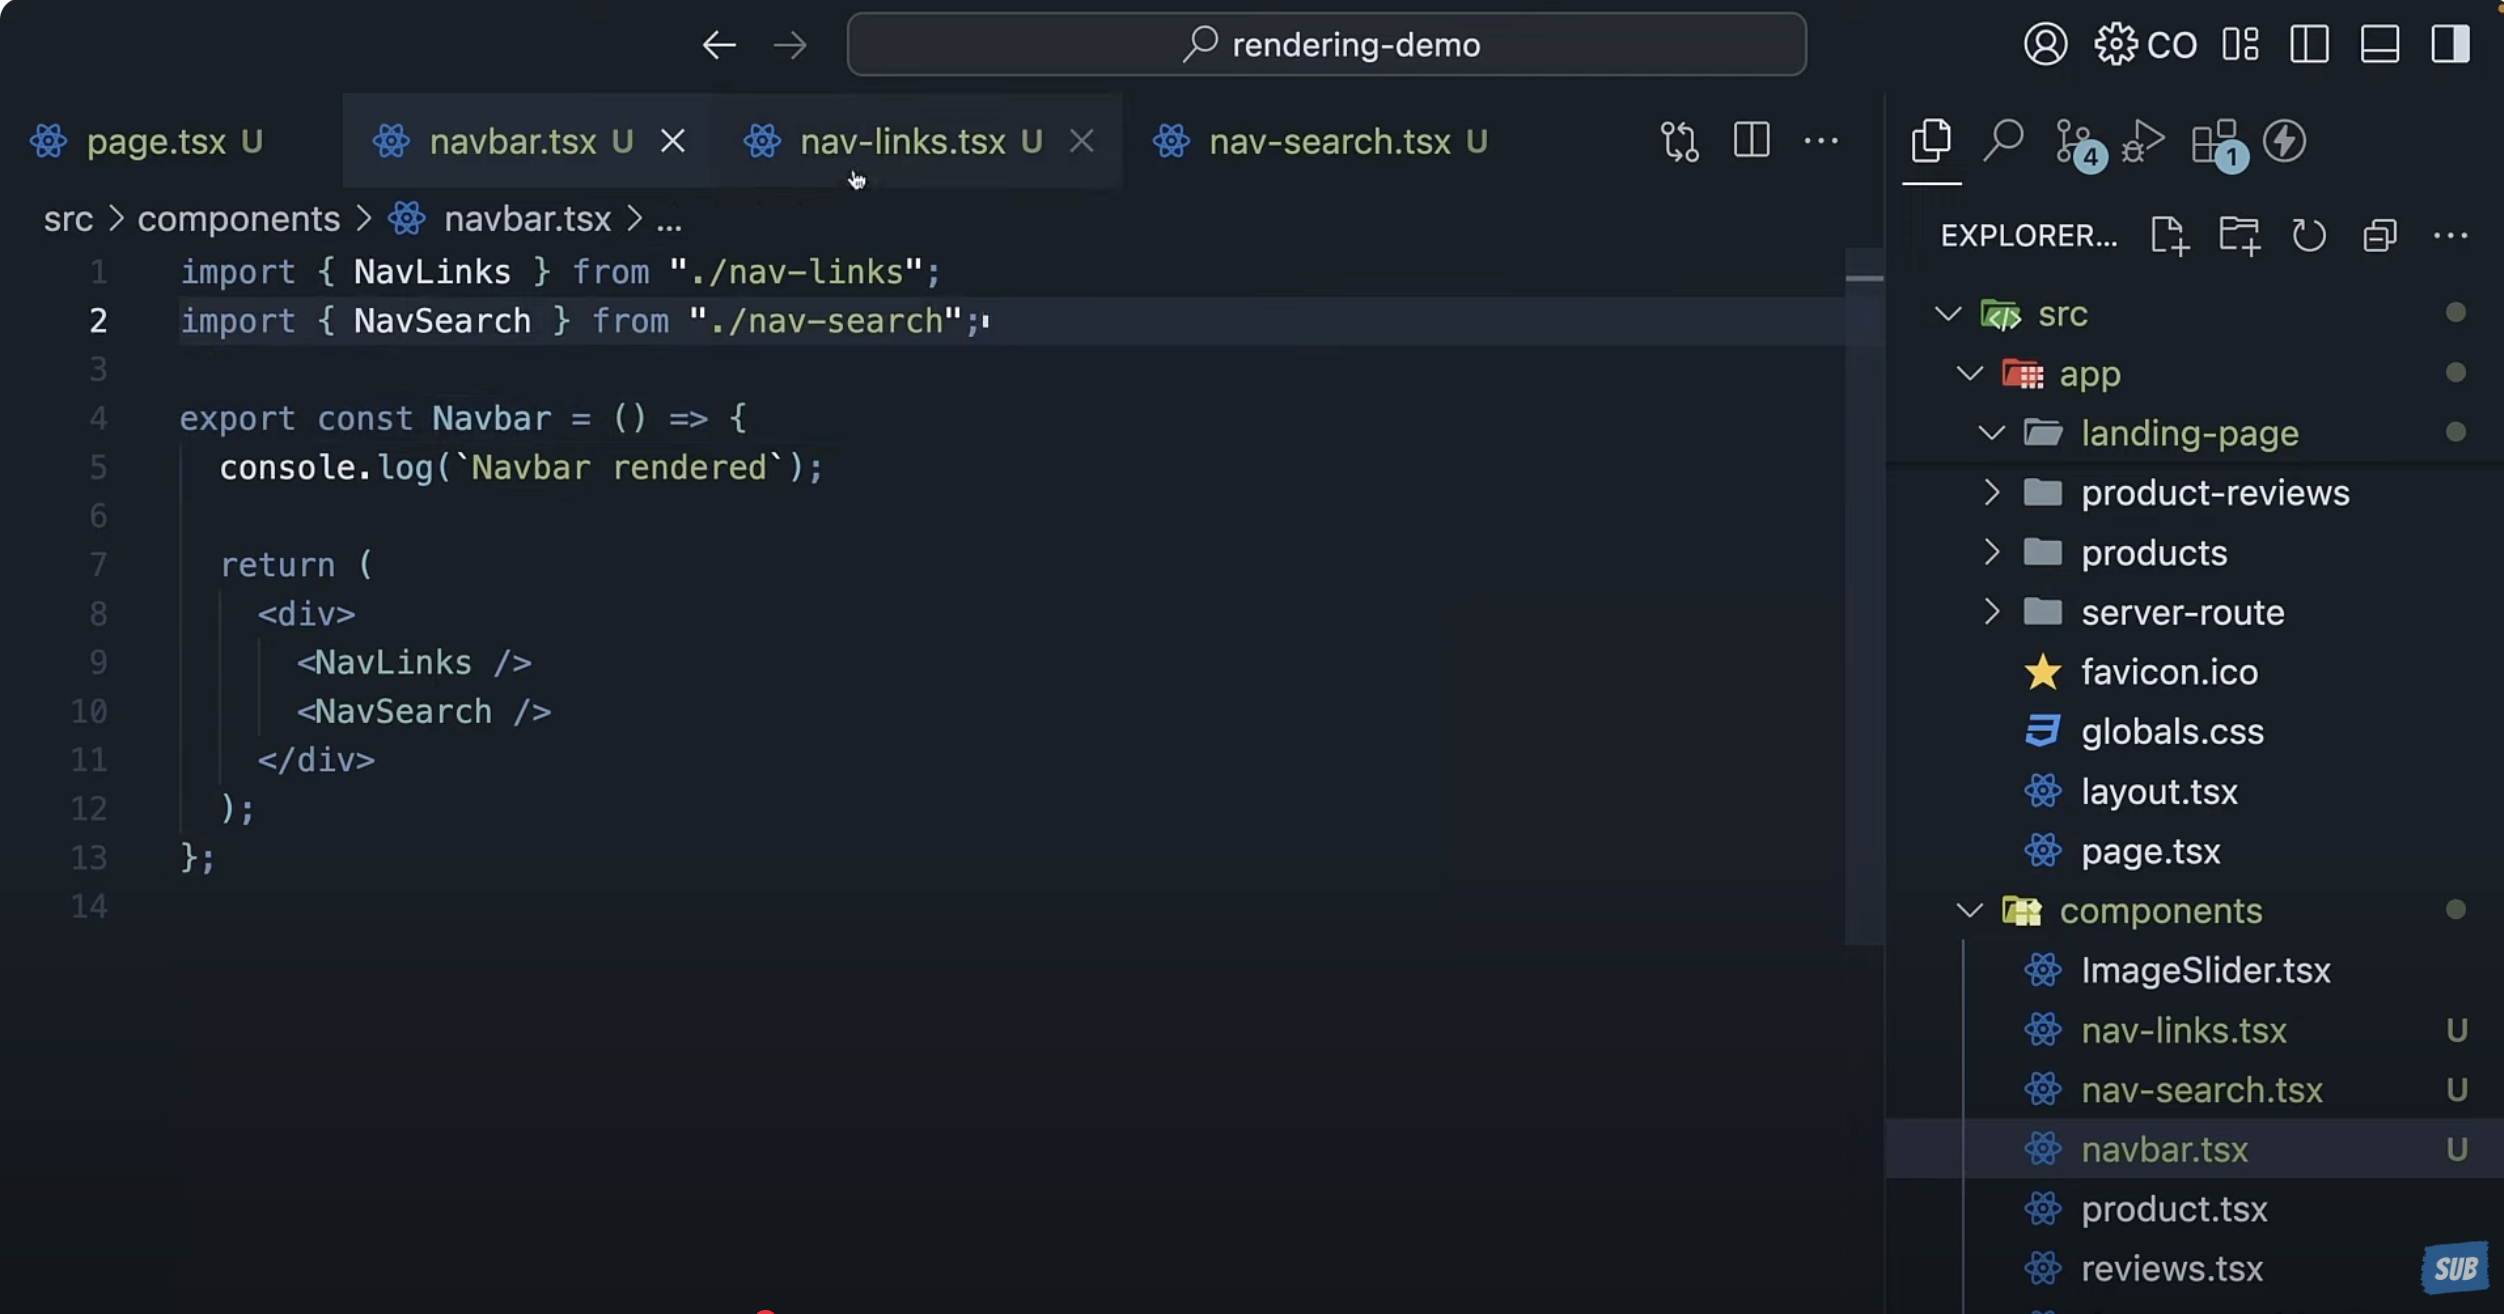 rendering-demo
CO
page.tsx U
navbar.tsx U
nav-links.tsx U
nav-search.tsx U
4
1
src > components > navbar.tsx > ...
1 import { NavLinks } from "./nav-links";
2 import { NavSearch } from "./nav-search";
3
4 export const Navbar = () => {
5 console.log(`Navbar rendered`);
6
7 return (
8 <div>
9 <NavLinks />
10 <NavSearch />
11 </div>
12 );
13 };
14
EXPLORER...
src
app
landing-page
product-reviews
products
server-route
favicon.ico
globals.css
layout.tsx
page.tsx
components
ImageSlider.tsx
nav-links.tsx U
nav-search.tsx U
navbar.tsx U
product.tsx
reviews.tsx
SUB